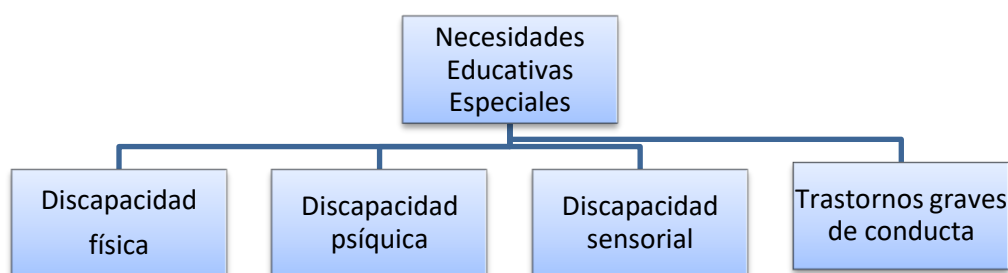 Necesidades
Educativas
Especiales
Discapacidad
física
Discapacidad
psíquica
Discapacidad
sensorial
Trastornos graves
de conducta